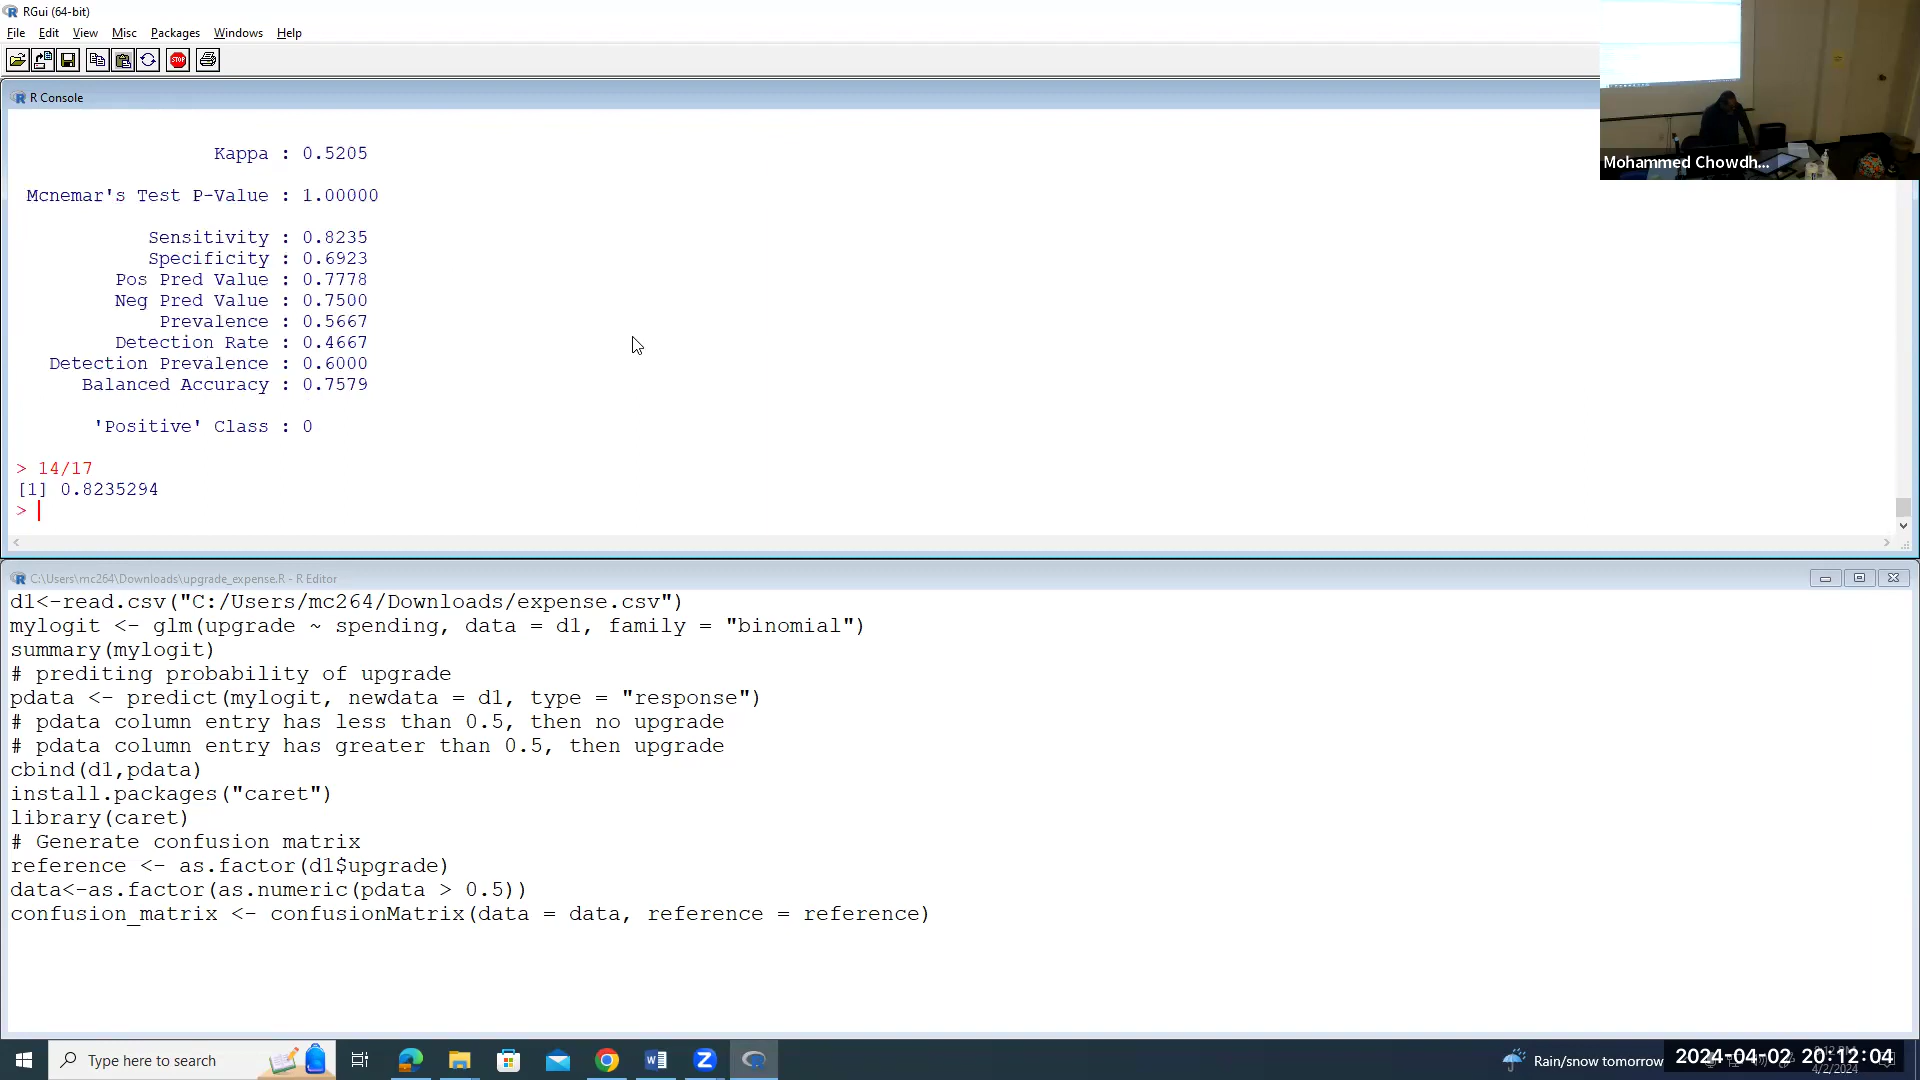 RGui (64-bit)
File Edit View Misc Packages Windows Help
STOP
R Console
Kappa : 0.5205
Mcnemar's Test P-Value : 1.00000
Sensitivity : 0.8235
Specificity : 0.6923
Pos Pred Value : 0.7778
Neg Pred Value : 0.7500
Prevalence : 0.5667
Detection Rate : 0.4667
Detection Prevalence : 0.6000
Balanced Accuracy : 0.7579
'Positive' Class : 0
> 14/17
[1] 0.8235294
>
Mohammed Chowdh...
C:\Users\mc264\Downloads\upgrade_expense.R - R Editor
d1<-read.csv("C:/Users/mc264/Downloads/expense.csv")
mylogit <- glm(upgrade ~ spending, data = d1, family = "binomial")
summary(mylogit)
# prediting probability of upgrade
pdata <- predict(mylogit, newdata = d1, type = "response")
# pdata column entry has less than 0.5, then no upgrade
# pdata column entry has greater than 0.5, then upgrade
cbind(d1,pdata)
install.packages("caret")
library(caret)
# Generate confusion matrix
reference <- as.factor(d1$upgrade)
data<-as.factor(as.numeric(pdata > 0.5))
confusion_matrix <- confusionMatrix(data = data, reference = reference)
Type here to search
Rain/snow tomorrow
2024-04-02 20:12:04
4/2/2024